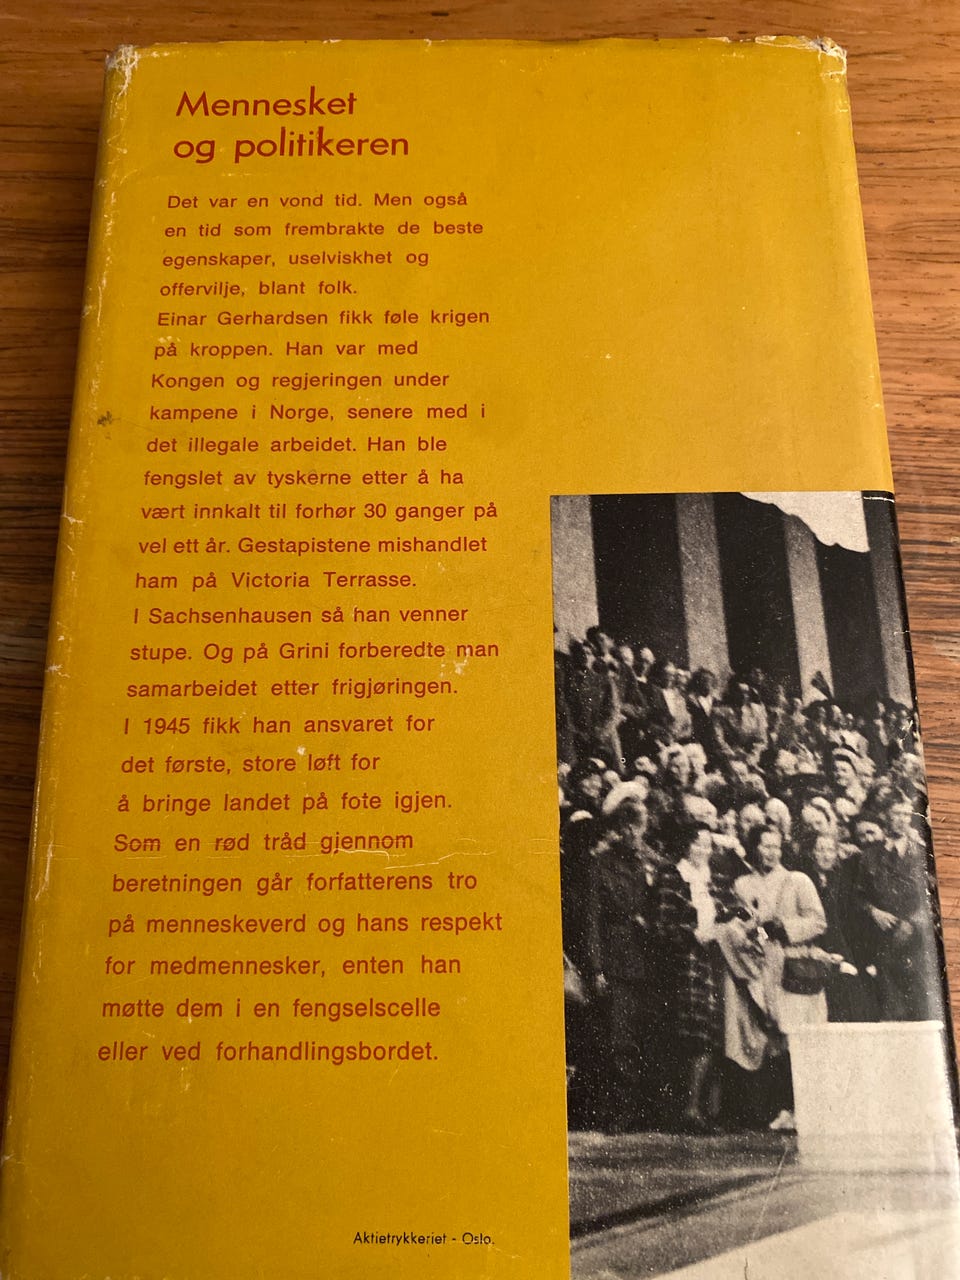 Mennesket
og politikeren
Det var en vond tid. Men også
en tid som frembrakte de beste
egenskaper, uselviskhet og
offervilje, blant folk.
Einar Gerhardsen fikk føle krigen
på kroppen. Han var med
Kongen og regjeringen under
kampene i Norge, senere med i
det illegale arbeidet. Han ble
fengslet av tyskerne etter å ha
vært innkalt til forhør 30 ganger på
vel ett år. Gestapistene mishandlet
ham på Victoria Terrasse.
I Sachsenhausen så han venner
stupe. Og på Grini forberedte man
samarbeidet etter frigjøringen.
I 1945 fikk han ansvaret for
det første, store løft for
å bringe landet på fote igjen.
Som en rød tråd gjennom
beretningen går forfatterens tro
på menneskeverd og hans respekt
for medmennesker, enten han
møtte dem i en fengselscelle
eller ved forhandlingsbordet.
Aktietrykkeriet - Oslo.